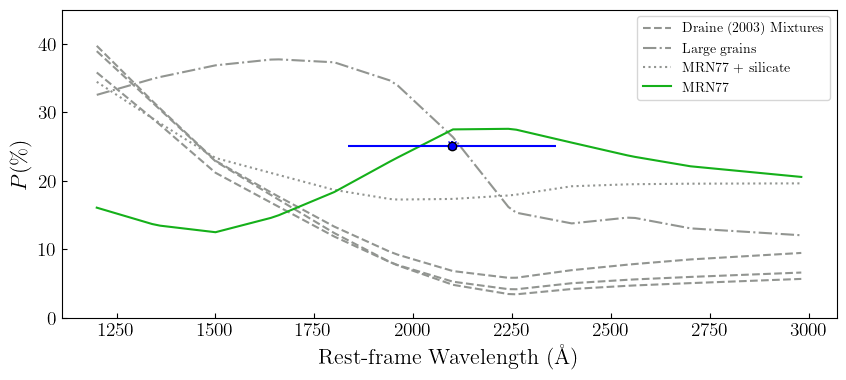 Draine (2003) Mixtures
Large grains
MRN77 + silicate
MRN77
P(%)
40
30
20
10
0
1250 1500 1750 2000 2250 2500 2750 3000
Rest-frame Wavelength (Å)